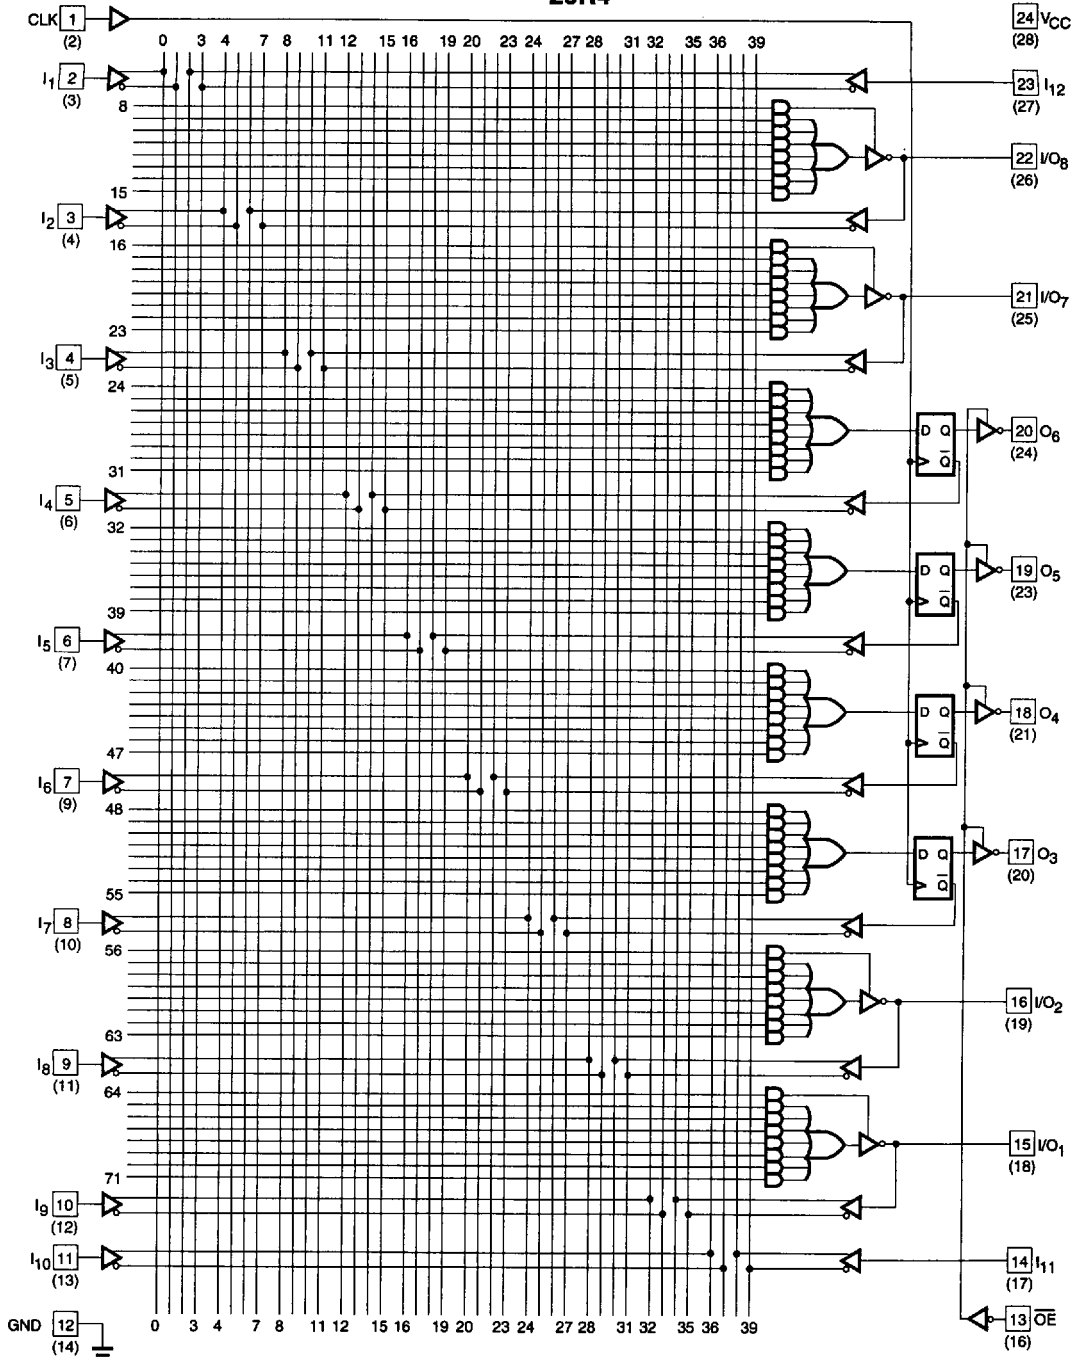 20R4
CLK 1 (2)
24 VCC (28)
0 3 4 7 8 11 12 15 16 19 20 23 24 27 28 31 32 35 36 39
I1 2 (3)
23 I12 (27)
8
22 I/O8 (26)
15
I2 3 (4)
16
21 I/O7 (25)
23
I3 4 (5)
24
D Q Q̅
20 O6 (24)
31
I4 5 (6)
32
D Q Q̅
19 O5 (23)
39
I5 6 (7)
40
D Q Q̅
18 O4 (21)
47
I6 7 (9)
48
D Q Q̅
17 O3 (20)
55
I7 8 (10)
56
16 I/O2 (19)
63
I8 9 (11)
64
15 I/O1 (18)
71
I9 10 (12)
I10 11 (13)
14 I11 (17)
GND 12 (14)
0 3 4 7 8 11 12 15 16 19 20 23 24 27 28 31 32 35 36 39
13 O̅E̅ (16)